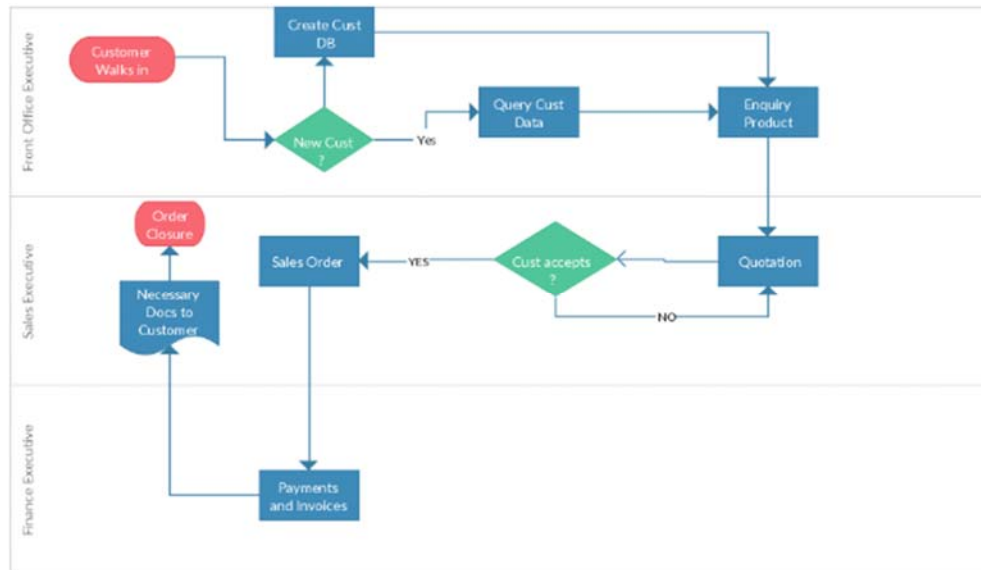 Front Office Executive
Customer
Walks in
Create Cust
DB
New Cust
?
Yes
Query Cust
Data
Enquiry
Product
Sales Executive
Order
Closure
Necessary
Docs to
Customer
Sales Order
YES
Cust accepts
?
NO
Quotation
Finance Executive
Payments
and Invoices